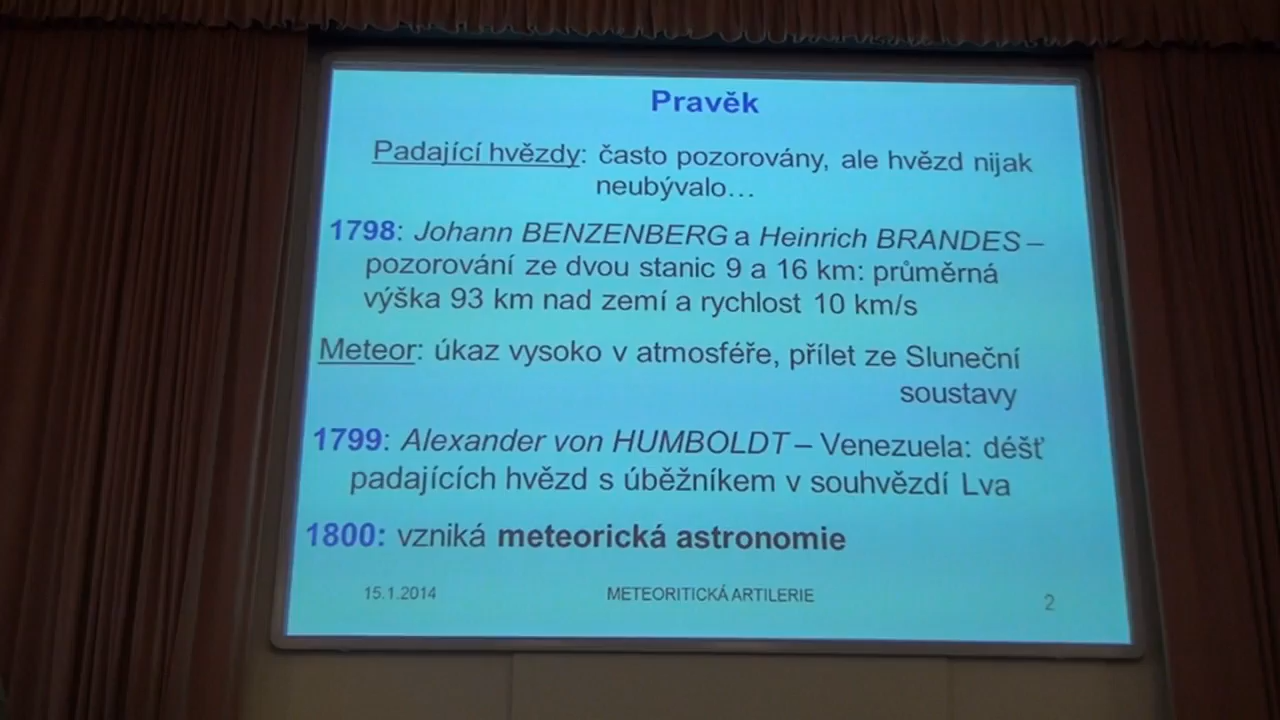 Pravěk
Padající hvězdy: často pozorovány, ale hvězd nijak
neubývalo…
1798: Johann BENZENBERG a Heinrich BRANDES –
pozorování ze dvou stanic 9 a 16 km: průměrná
výška 93 km nad zemí a rychlost 10 km/s
Meteor: úkaz vysoko v atmosféře, přílet ze Sluneční
soustavy
1799: Alexander von HUMBOLDT – Venezuela: déšť
padajících hvězd s úběžníkem v souhvězdí Lva
1800: vzniká meteorická astronomie
15.1.2014 METEORITICKÁ ARTILERIE 2